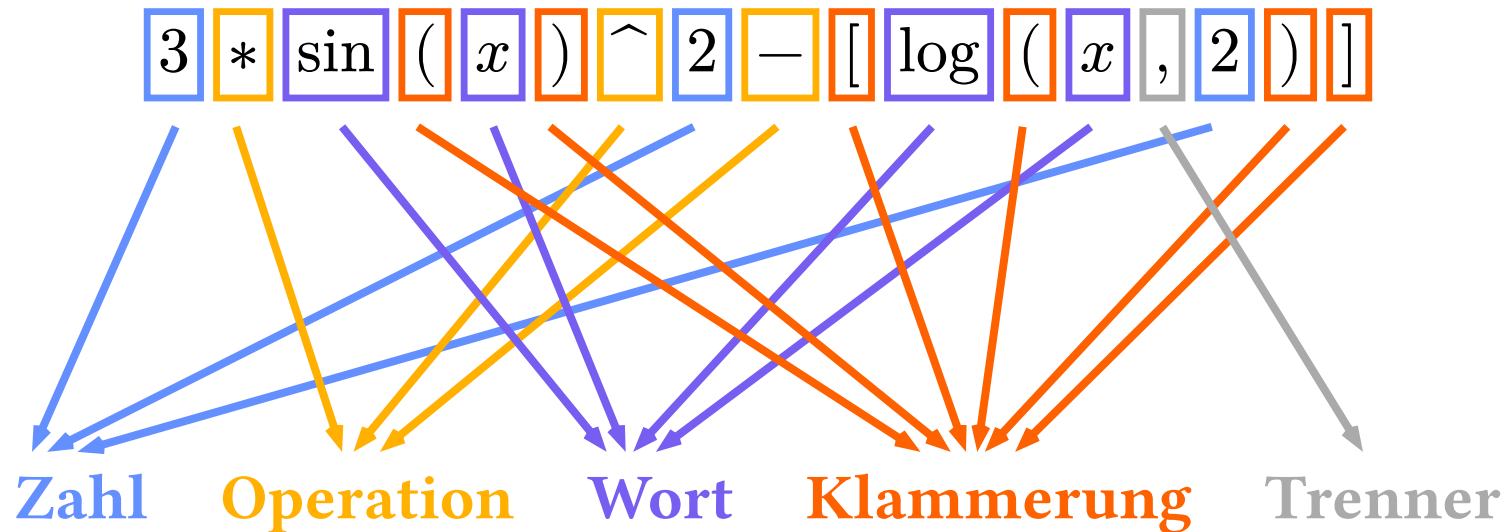 3 * sin ( x ) ^ 2 − [ log ( x , 2 ) ]
Zahl Operation Wort Klammerung Trenner